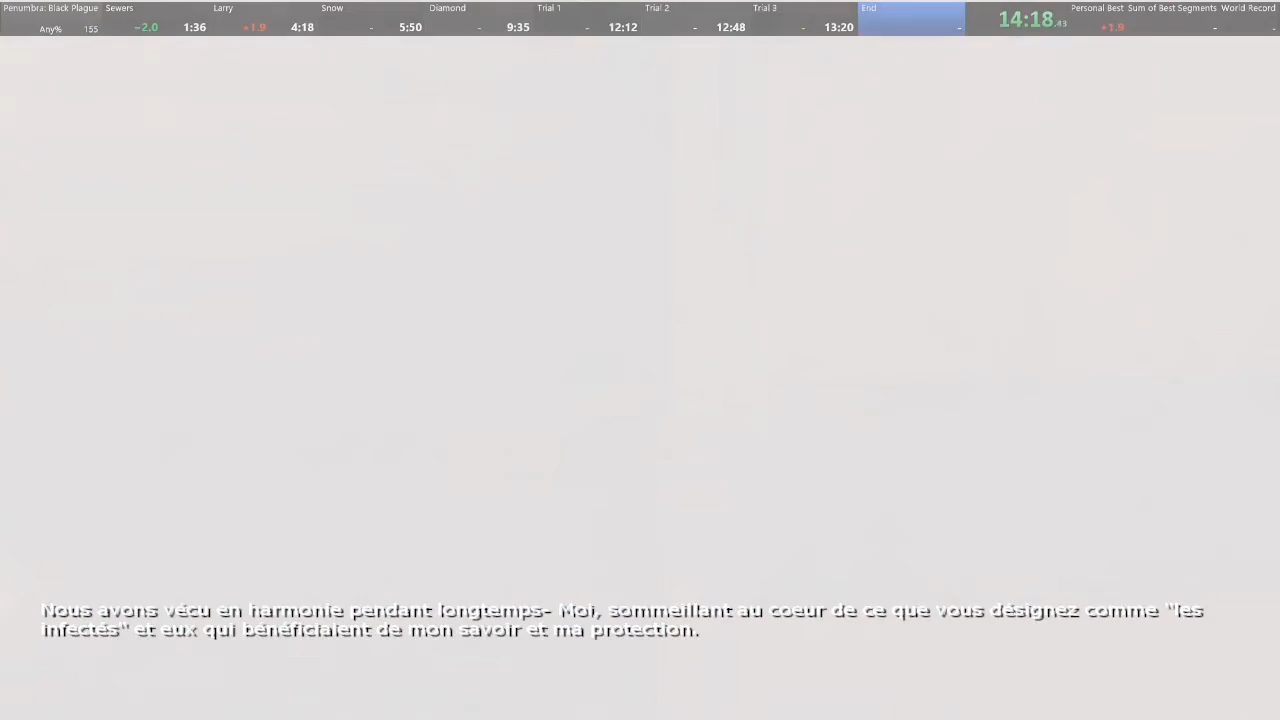 Penumbra: Black Plague Sewers Larry Snow Diamond Trial 1 Trial 2 Trial 3 End 14:18.43 Personal Best Sum of Best Segments World Record
Any% 155 −2.0 1:36 +1.9 4:18 - 5:50 - 9:35 - 12:12 - 12:48 - 13:20 - +1.9 - -
Nous avons vécu en harmonie pendant longtemps- Moi, sommeillant au coeur de ce que vous désignez comme "les
infectés" et eux qui bénéficiaient de mon savoir et ma protection.